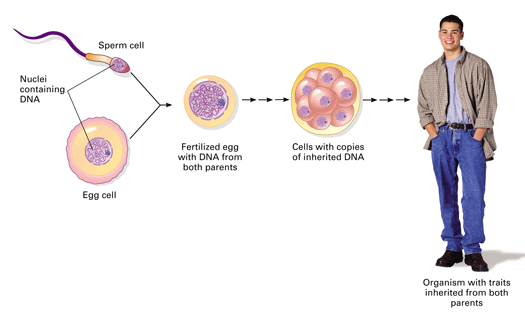 Sperm cell
Nuclei
containing
DNA
Egg cell
Fertilized egg
with DNA from
both parents
Cells with copies
of inherited DNA
Organism with traits
inherited from both
parents